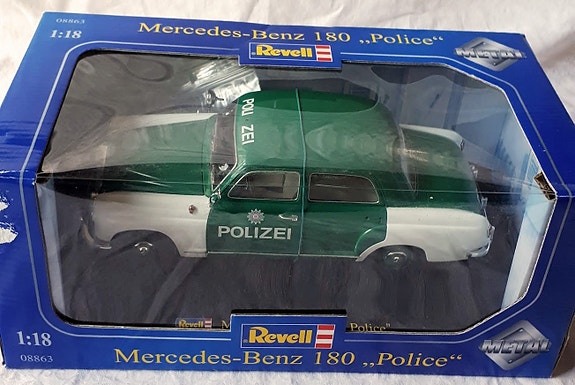 08863
1:18
Mercedes-Benz 180 „Police“
Revell
METAL
POLI ZEI
POLIZEI
Revell
Police"
1:18
08863
Revell
METAL
Mercedes-Benz 180 „Police“